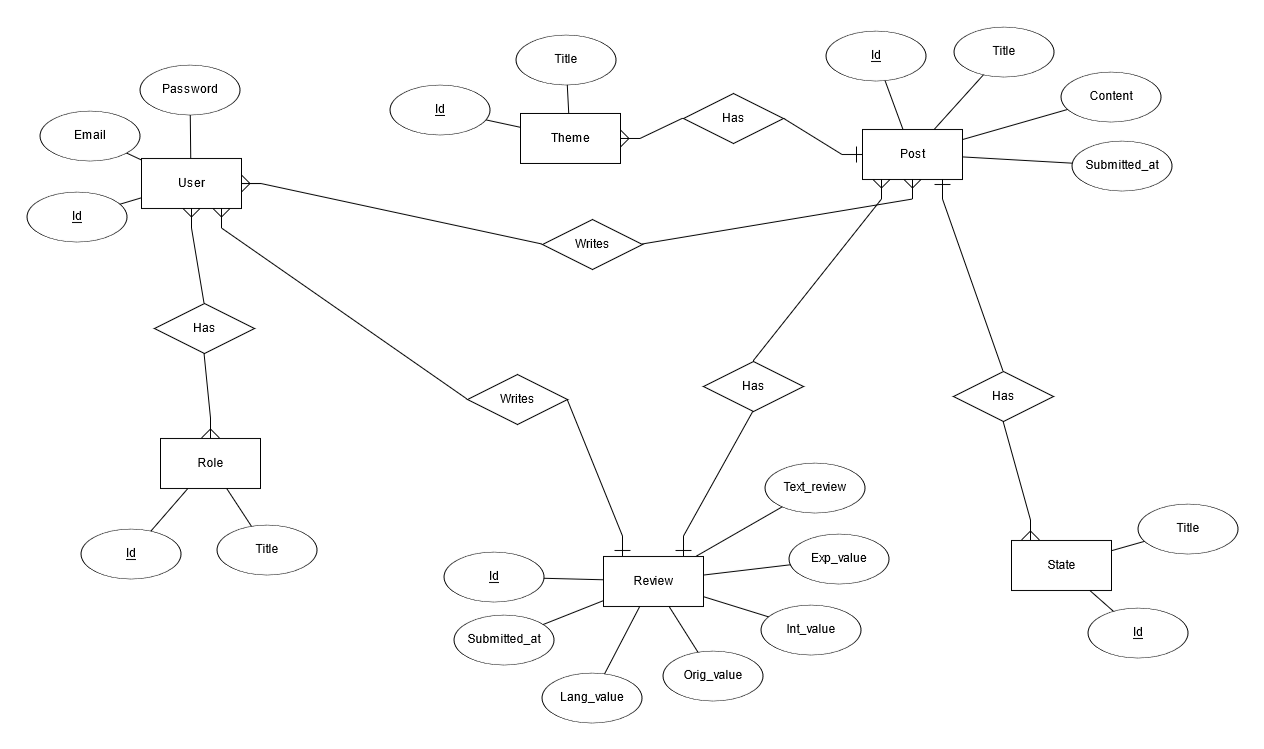 Id
Title
Title
Password
Content
Id
Email
Has
Theme
Post
Submitted_at
User
Id
Writes
Has
Has
Has
Writes
Role
Text_review
Title
Id
Title
Exp_value
State
Id
Review
Int_value
Id
Submitted_at
Orig_value
Lang_value